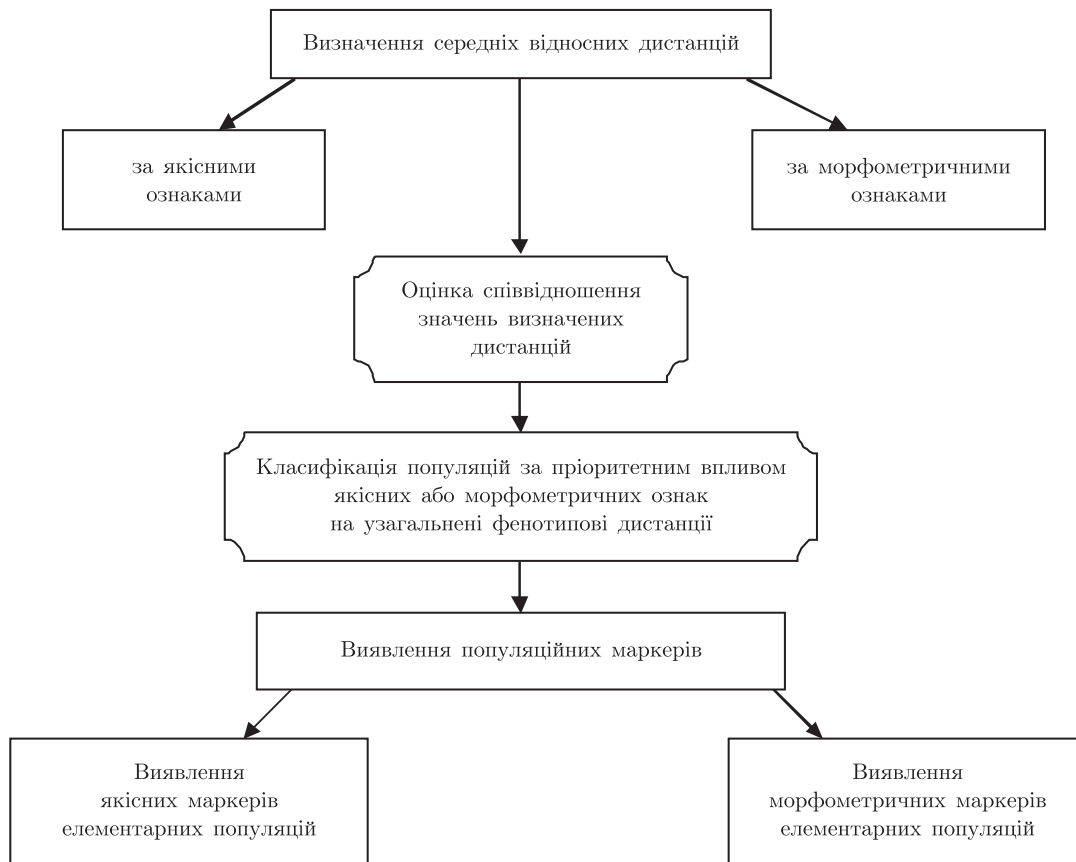 Визначення середніх відносних дистанцій
за якісними
ознаками
за морфометричними
ознаками
Оцінка співвідношення
значень визначених
дистанцій
Класифікація популяцій за пріоритетним впливом
якісних або морфометричних ознак
на узагальнені фенотипові дистанції
Виявлення популяційних маркерів
Виявлення
якісних маркерів
елементарних популяцій
Виявлення
морфометричних маркерів
елементарних популяцій